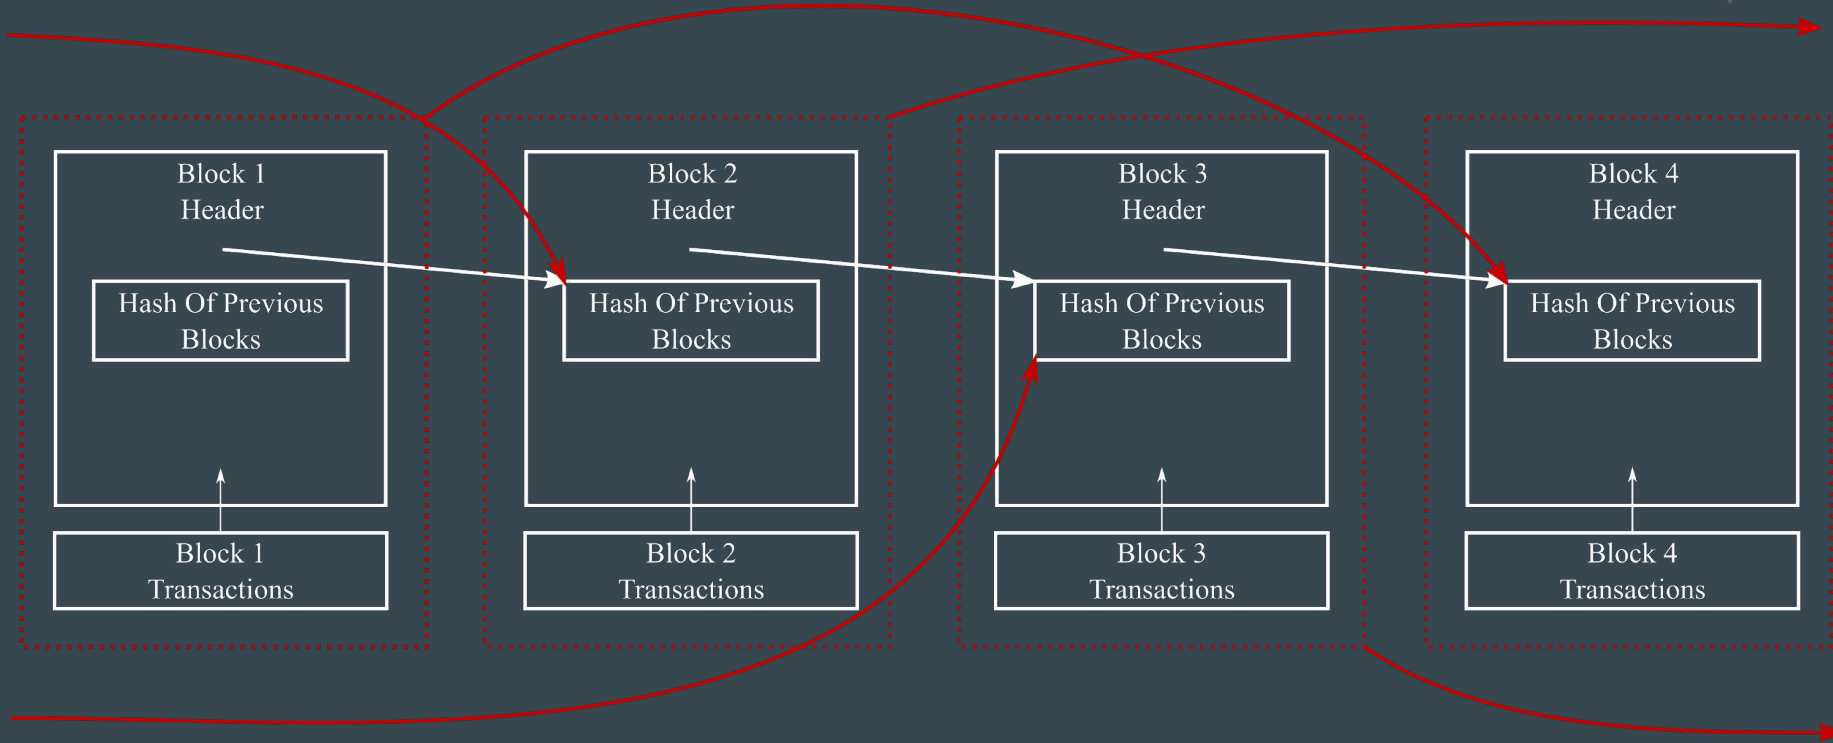 Block 1
Header
Hash Of Previous
Blocks
Block 1
Transactions
Block 2
Header
Hash Of Previous
Blocks
Block 2
Transactions
Block 3
Header
Hash Of Previous
Blocks
Block 3
Transactions
Block 4
Header
Hash Of Previous
Blocks
Block 4
Transactions